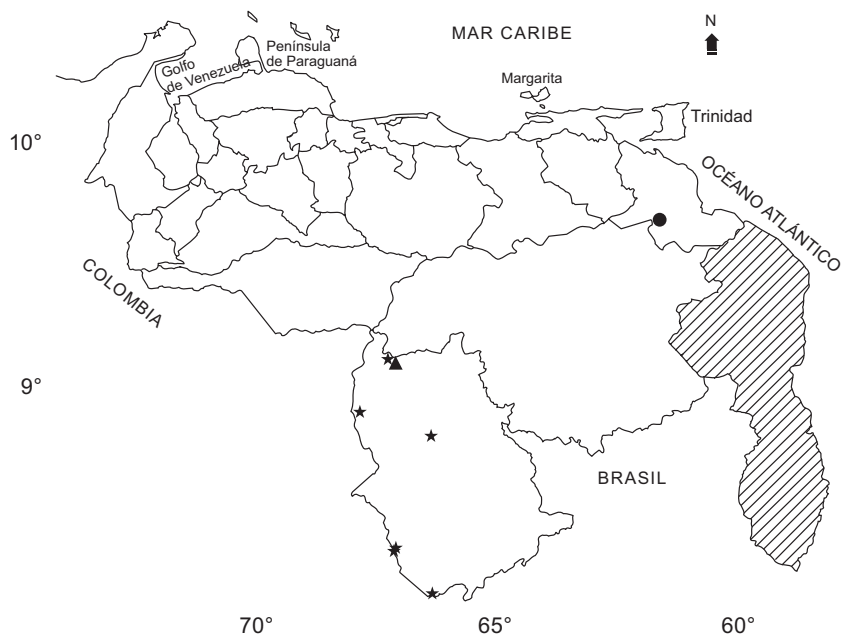 MAR CARIBE
N
Península
de Paraguaná
Golfo
de Venezuela
Margarita
Trinidad
10°
OCÉANO ATLÁNTICO
COLOMBIA
9°
BRASIL
70°
65°
60°